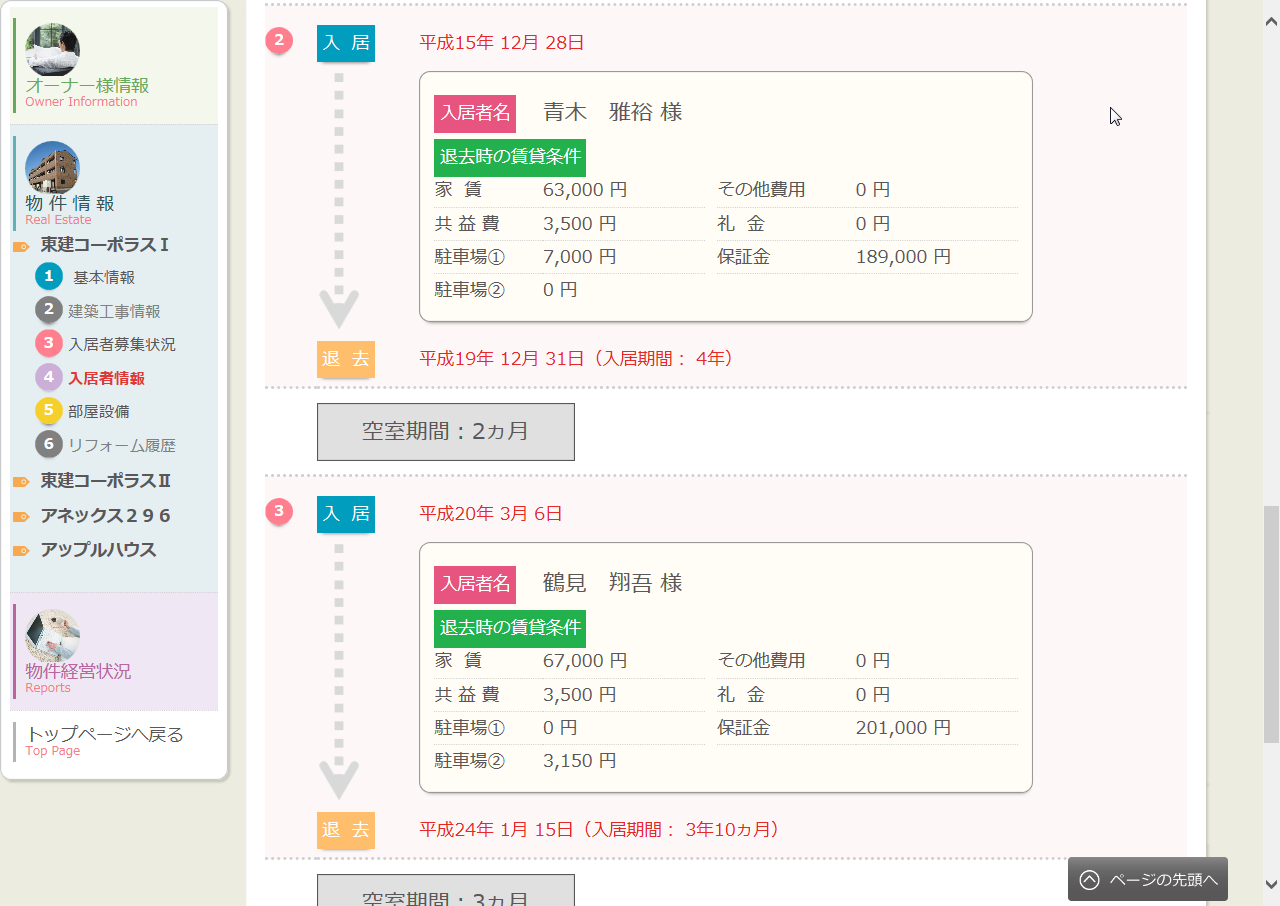 オーナー様情報
Owner Information
物 件 情 報
Real Estate
東建コーポラスⅠ
1 基本情報
2 建築工事情報
3 入居者募集状況
4 入居者情報
5 部屋設備
6 リフォーム履歴
東建コーポラスⅡ
アネックス２９６
アップルハウス
物件経営状況
Reports
トップページへ戻る
Top Page
2 入 居 平成15年 12月 28日
入居者名 青木 雅裕 様
退去時の賃貸条件
家 賃 63,000 円 その他費用 0 円
共 益 費 3,500 円 礼 金 0 円
駐車場① 7,000 円 保証金 189,000 円
駐車場② 0 円
退 去 平成19年 12月 31日（入居期間： 4年）
空室期間：2ヵ月
3 入 居 平成20年 3月 6日
入居者名 鶴見 翔吾 様
退去時の賃貸条件
家 賃 67,000 円 その他費用 0 円
共 益 費 3,500 円 礼 金 0 円
駐車場① 0 円 保証金 201,000 円
駐車場② 3,150 円
退 去 平成24年 1月 15日（入居期間： 3年10ヵ月）
空室期間：3ヵ月
ページの先頭へ